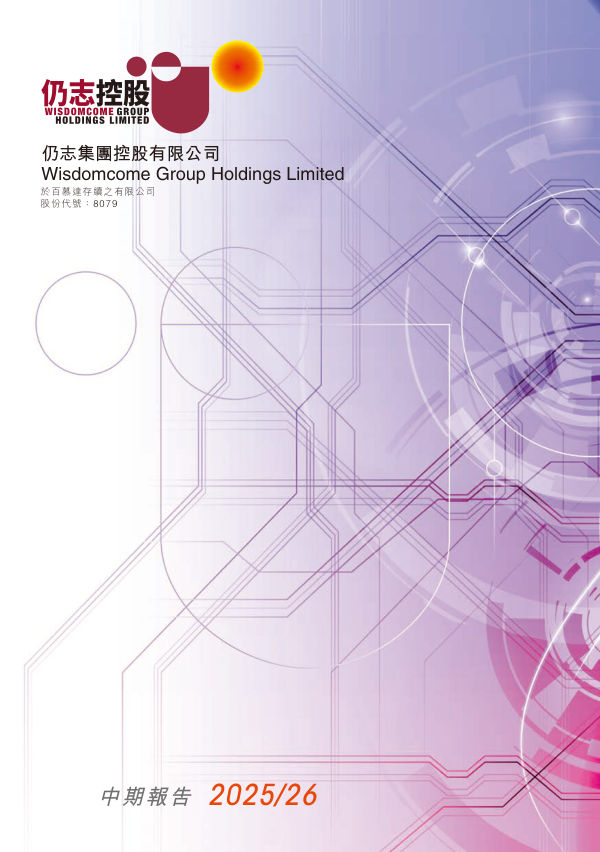 仍志控股
WISDOMCOME GROUP
HOLDINGS LIMITED
仍志集團控股有限公司
Wisdomcome Group Holdings Limited
於百慕達存續之有限公司
股份代號：8079
中期報告 2025/26